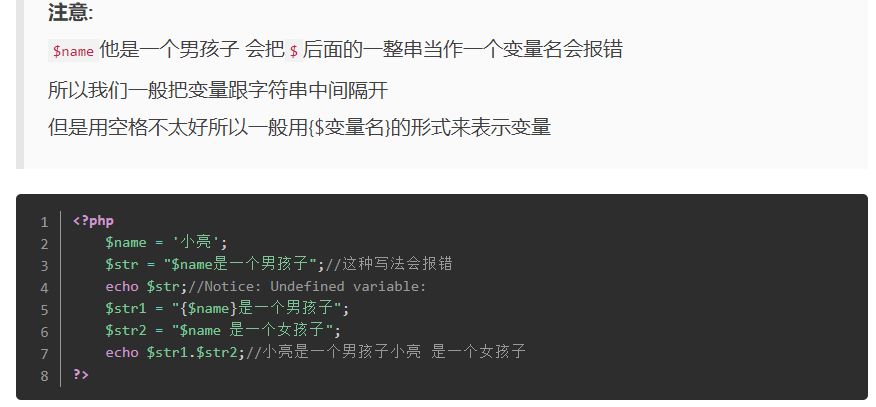 注意:
$name他是一个男孩子 会把$后面的一整串当作一个变量名会报错
所以我们一般把变量跟字符串中间隔开
但是用空格不太好所以一般用{$变量名}的形式来表示变量
1 <?php
2 $name = '小亮';
3 $str = "$name是一个男孩子";//这种写法会报错
4 echo $str;//Notice: Undefined variable:
5 $str1 = "{$name}是一个男孩子";
6 $str2 = "$name 是一个女孩子";
7 echo $str1.$str2;//小亮是一个男孩子小亮 是一个女孩子
8 ?>